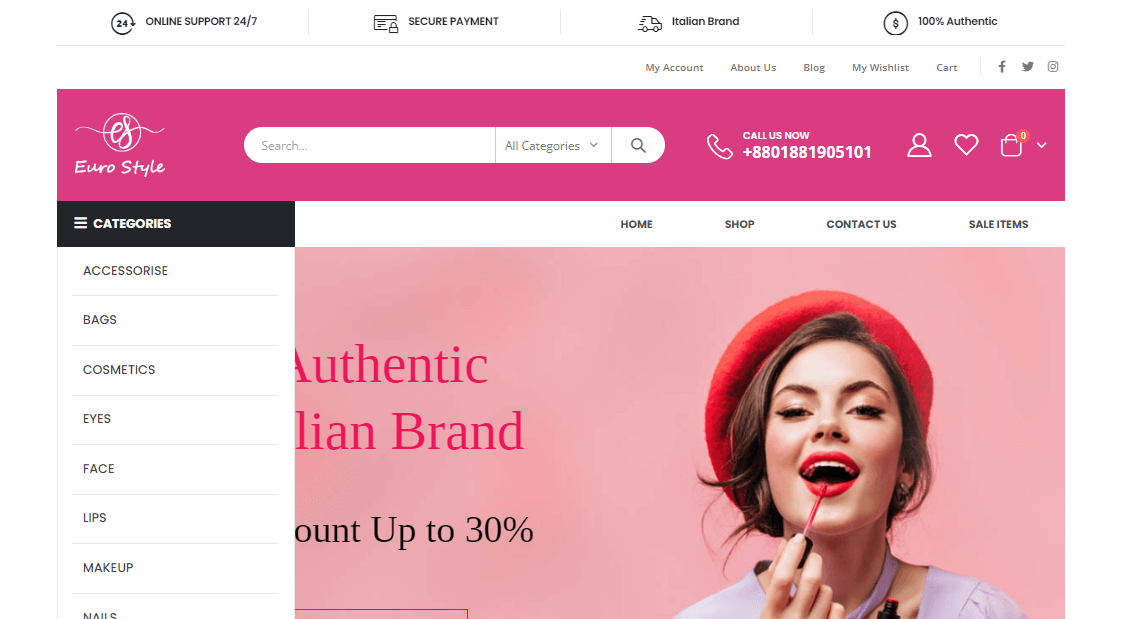 24 ONLINE SUPPORT 24/7
SECURE PAYMENT
Italian Brand
$ 100% Authentic
My Account
About Us
Blog
My Wishlist
Cart
es
Euro Style
Search...
All Categories
CALL US NOW
+8801881905101
0
CATEGORIES
HOME
SHOP
CONTACT US
SALE ITEMS
ACCESSORISE
BAGS
COSMETICS
EYES
FACE
LIPS
MAKEUP
NAILS
Authentic
lian Brand
ount Up to 30%